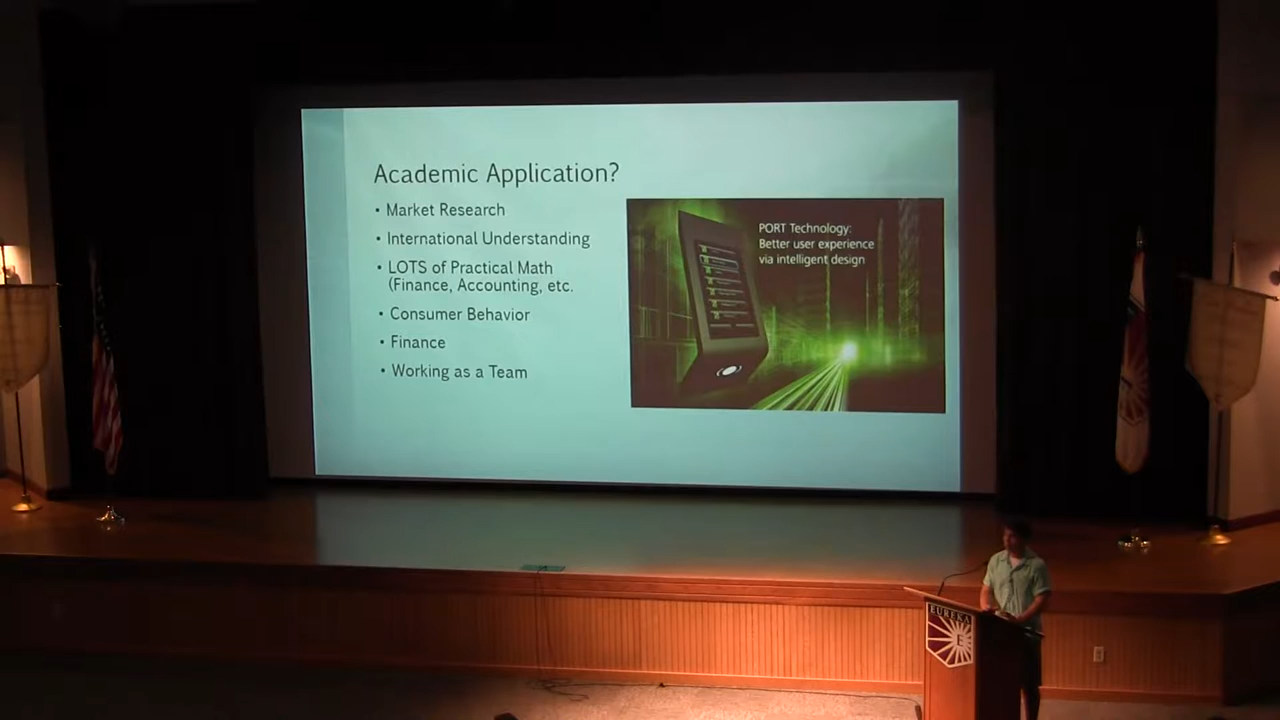 Academic Application?
• Market Research
• International Understanding
• LOTS of Practical Math
(Finance, Accounting, etc.
• Consumer Behavior
• Finance
• Working as a Team
PORT Technology:
Better user experience
via intelligent design
EUREKA
E